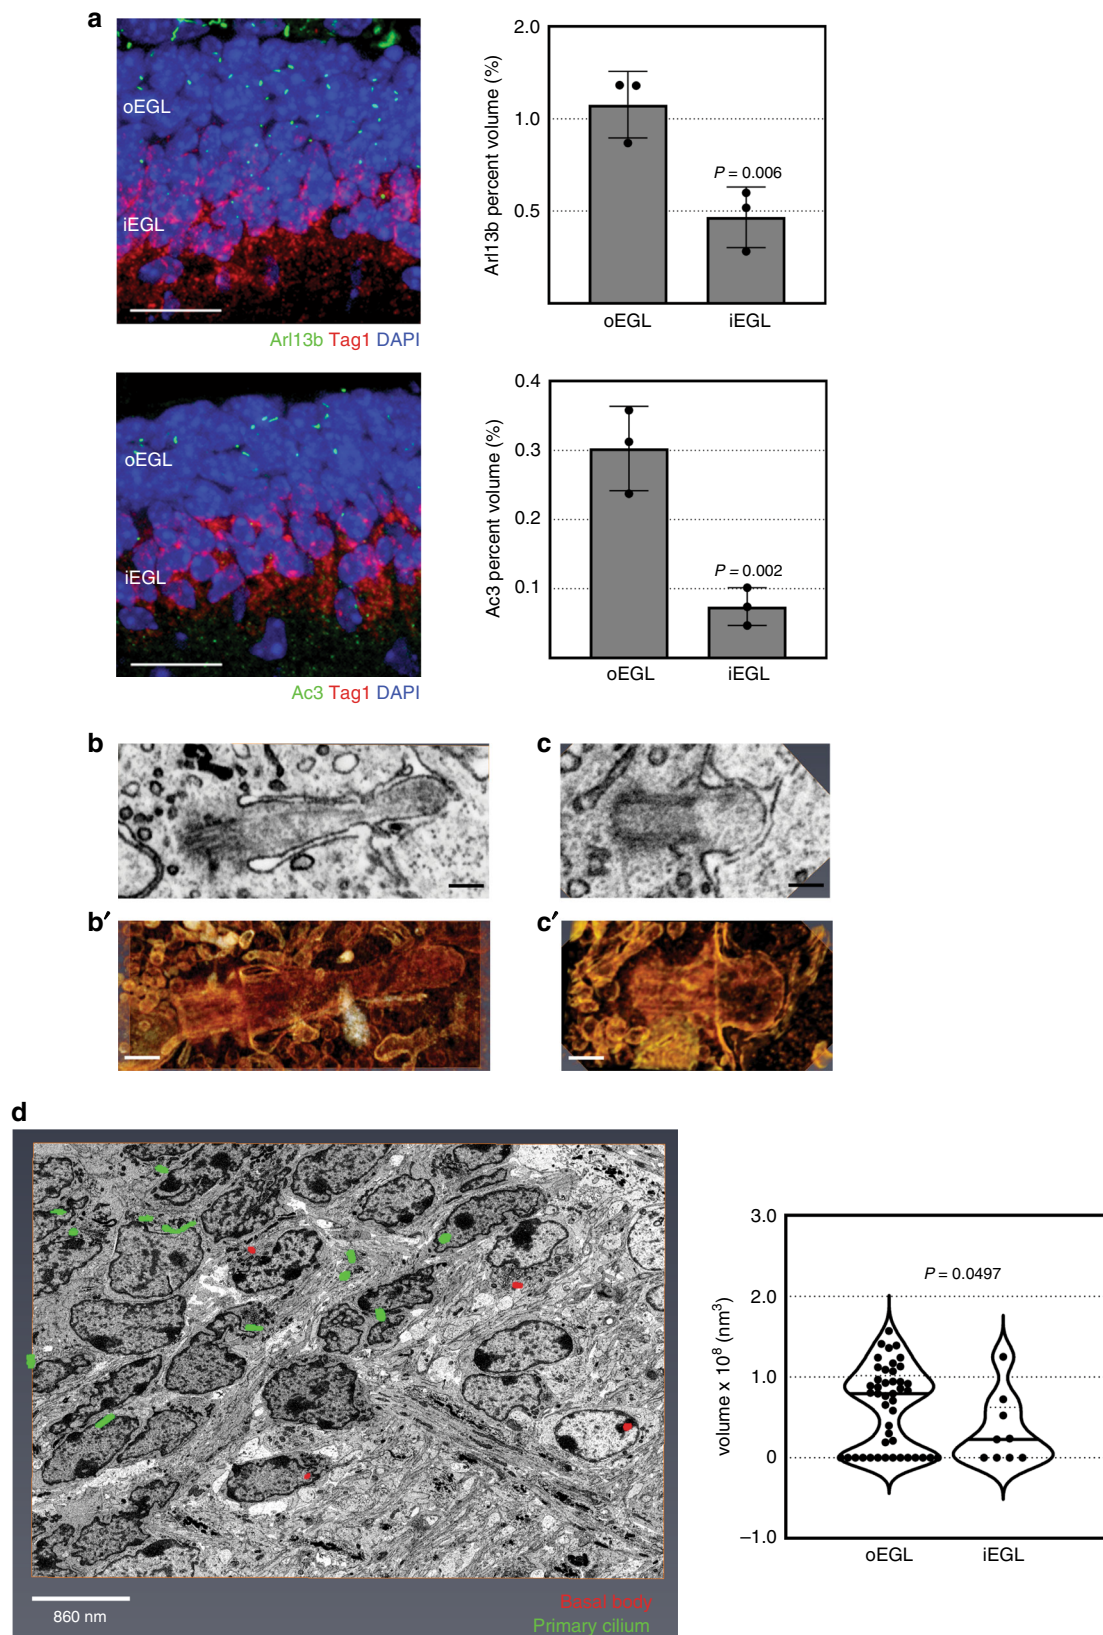 a
oEGL
iEGL
Arl13b Tag1 DAPI
Arl13b percent volume (%)
2.0
1.0
0.5
P = 0.006
oEGL
iEGL
oEGL
iEGL
Ac3 Tag1 DAPI
Ac3 percent volume (%)
0.4
0.3
0.2
0.1
P = 0.002
oEGL
iEGL
b
c
b′
c′
d
860 nm
Basal body
Primary cilium
volume x 10⁸ (nm³)
3.0
2.0
1.0
0
–1.0
P = 0.0497
oEGL
iEGL